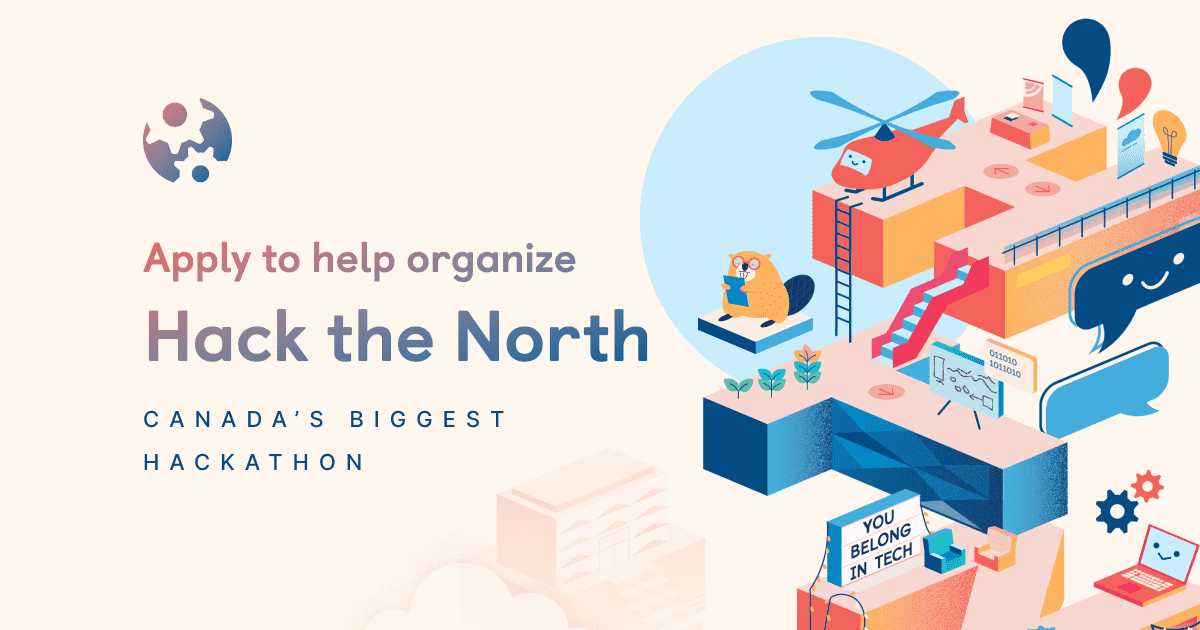 Apply to help organize
Hack the North
CANADA’S BIGGEST
HACKATHON
011010
1011010
YOU
BELONG
IN TECH